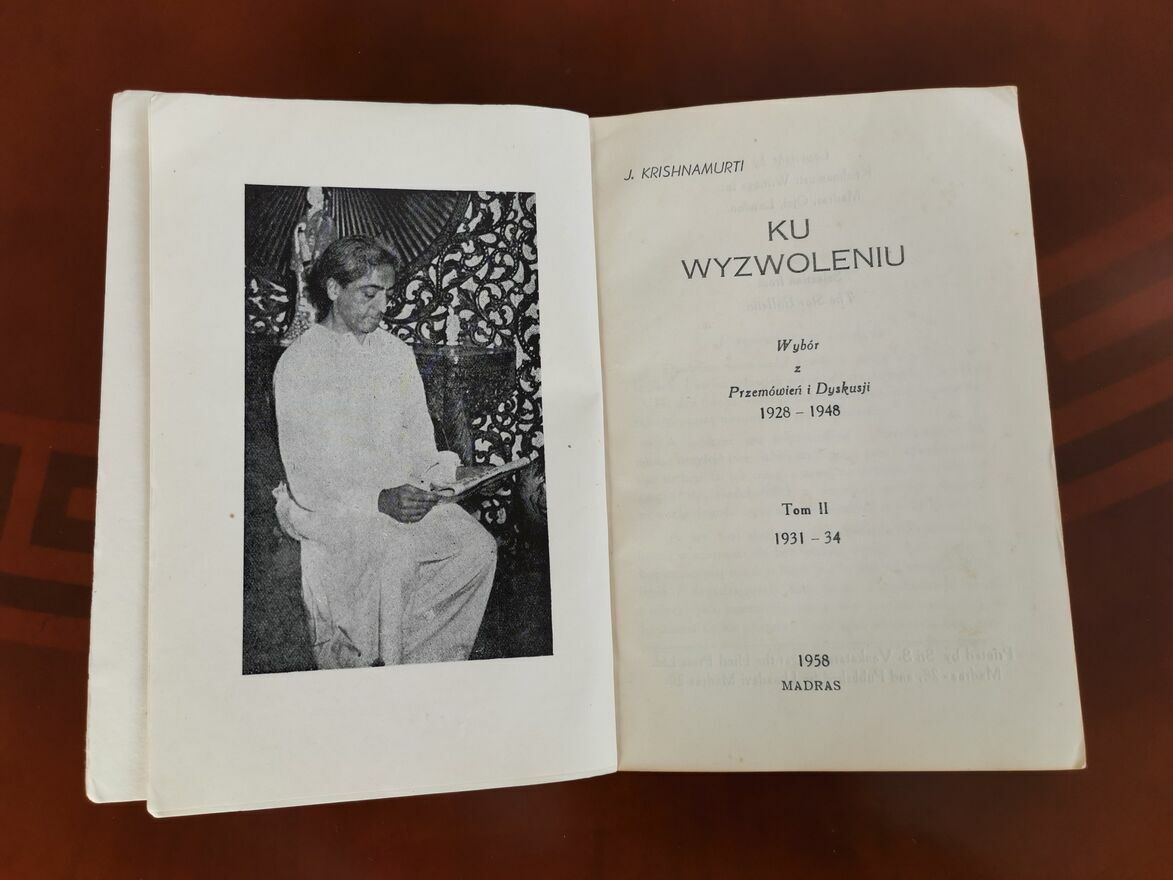 J. KRISHNAMURTI
KU
WYZWOLENIU
Wybór
z
Przemówień i Dyskusji
1928 – 1948
Tom II
1931 – 34
1958
MADRAS